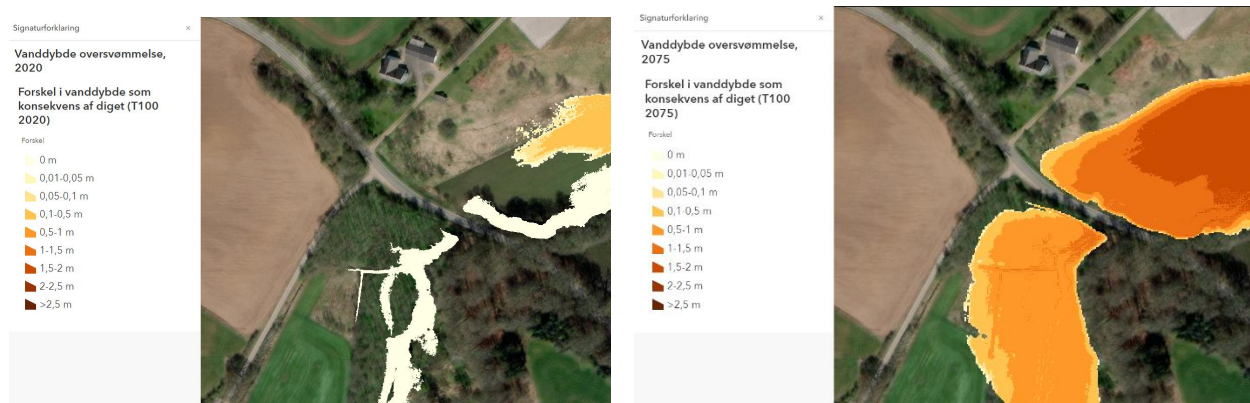 Signaturforklaring ×
Vanddybde oversvømmelse,
2020
Forskel i vanddybde som
konsekvens af diget (T100
2020)
Forskel
0 m
0,01-0,05 m
0,05-0,1 m
0,1-0,5 m
0,5-1 m
1-1,5 m
1,5-2 m
2-2,5 m
>2,5 m
Signaturforklaring ×
Vanddybde oversvømmelse,
2075
Forskel i vanddybde som
konsekvens af diget (T100
2075)
Forskel
0 m
0,01-0,05 m
0,05-0,1 m
0,1-0,5 m
0,5-1 m
1-1,5 m
1,5-2 m
2-2,5 m
>2,5 m